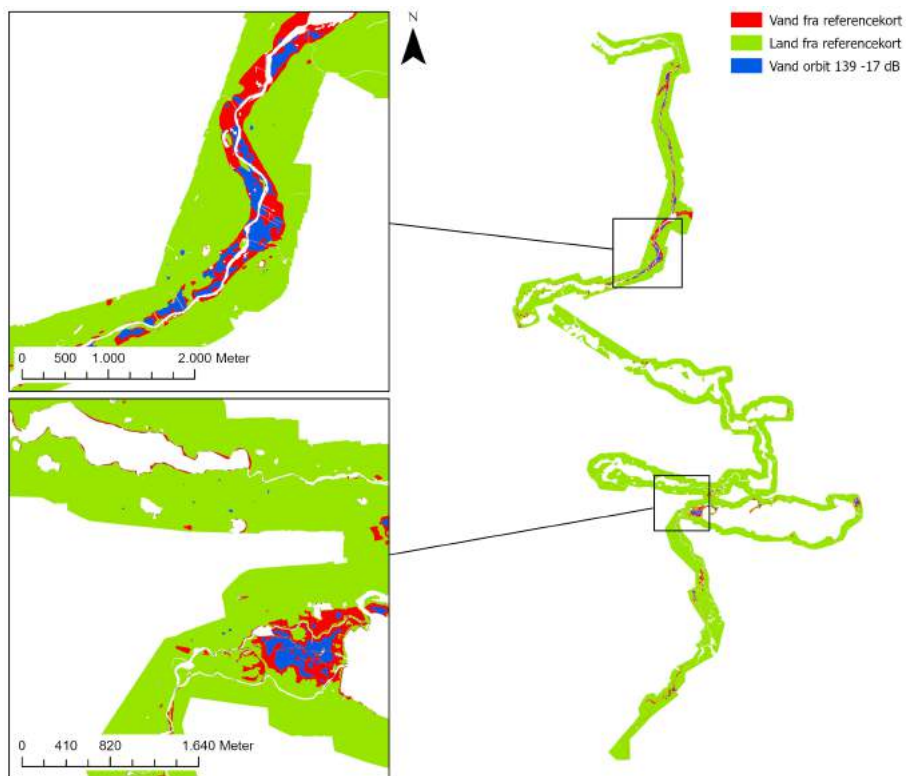 N
Vand fra referencekort
Land fra referencekort
Vand orbit 139 -17 dB
0 500 1.000 2.000 Meter
0 410 820 1.640 Meter